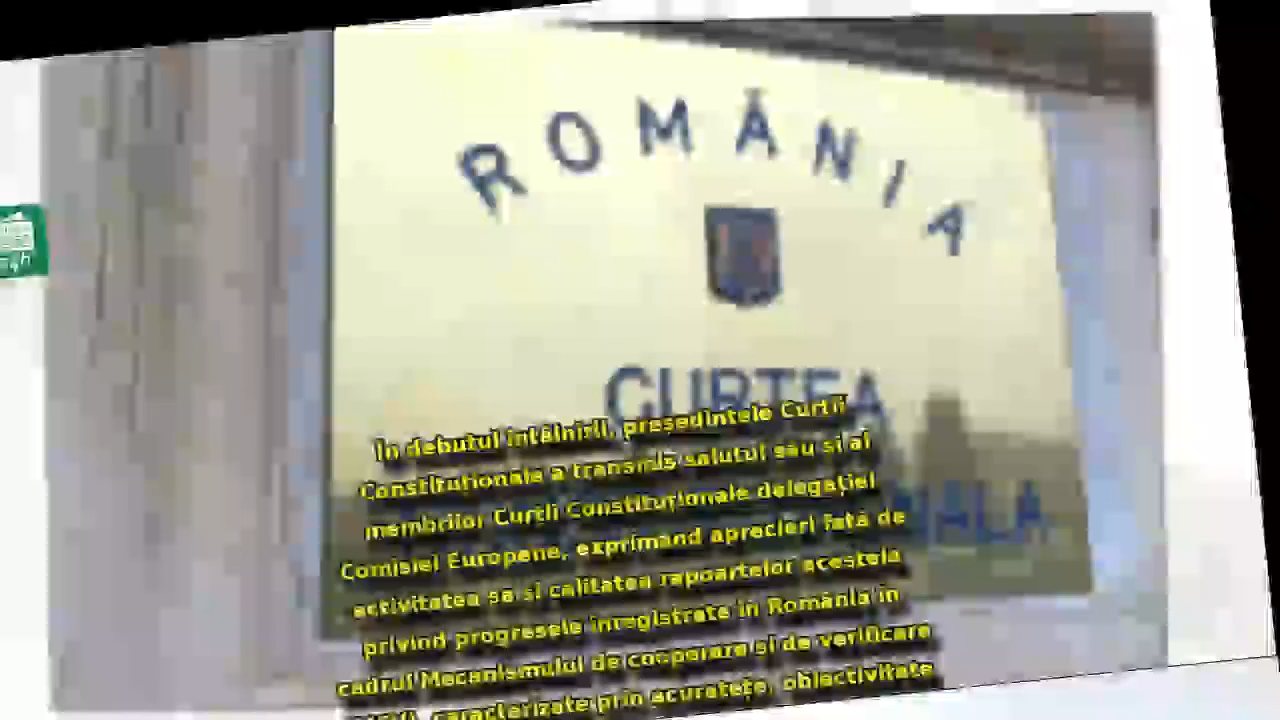 ROMÂNIA
CURTEA
În debutul întâlnirii, președintele Curții
Constituționale a transmis salutul său și al
membrilor Curții Constituționale delegației
Comisiei Europene, exprimând aprecieri față de
activitatea sa și calitatea rapoartelor acesteia
privind progresele înregistrate în România în
cadrul Mecanismului de cooperare și de verificare
caracterizate prin acuratețe, obiectivitate